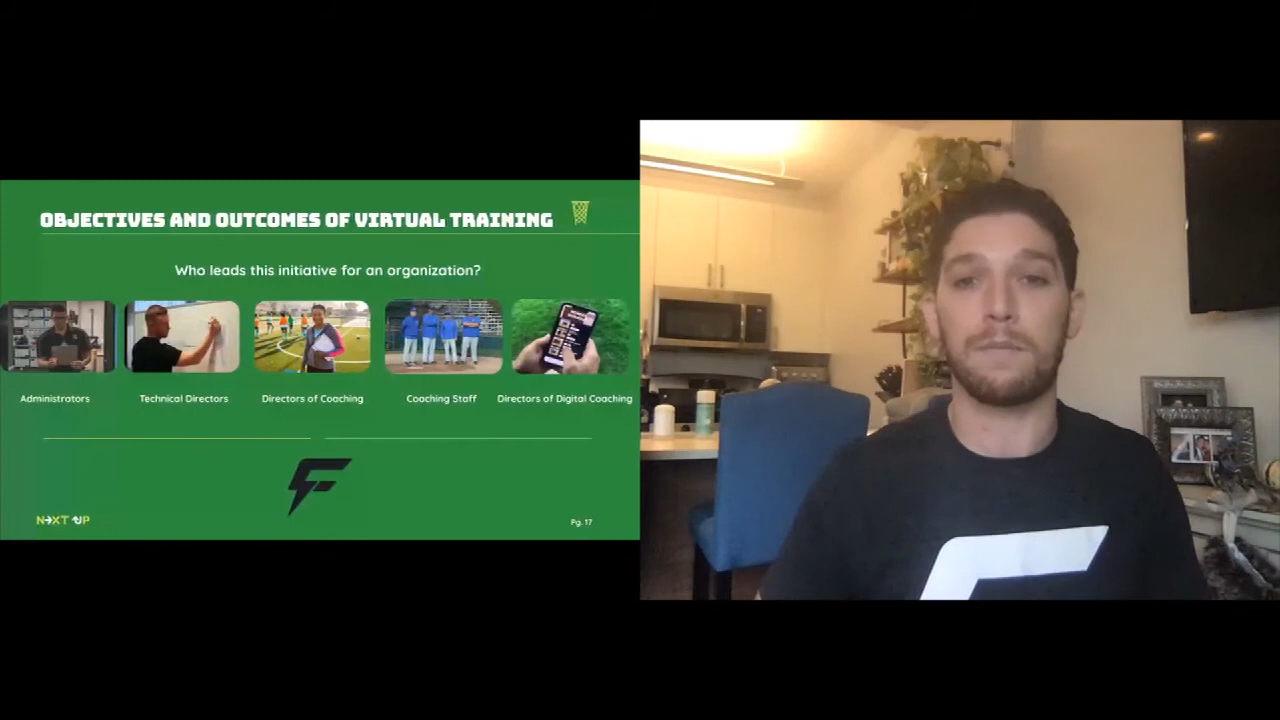 OBJECTIVES AND OUTCOMES OF VIRTUAL TRAINING
Who leads this initiative for an organization?
Administrators
Technical Directors
Directors of Coaching
Coaching Staff
Directors of Digital Coaching
NEXT UP
Pg. 17